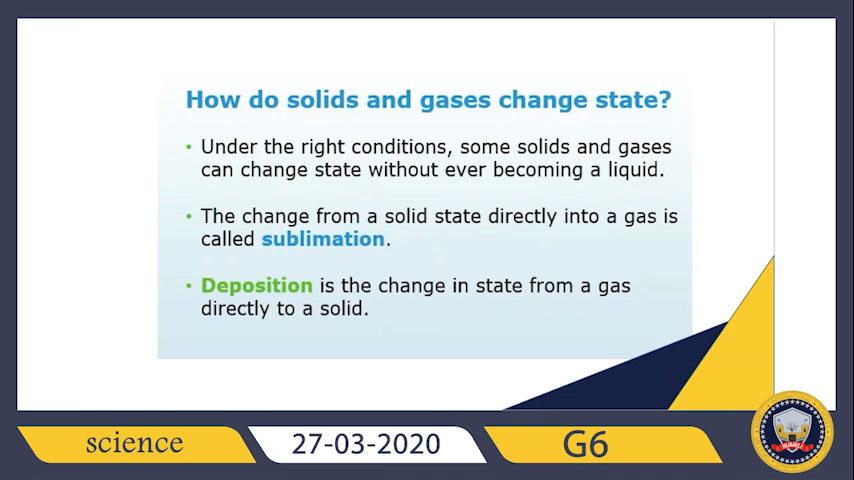 How do solids and gases change state?
• Under the right conditions, some solids and gases
can change state without ever becoming a liquid.
• The change from a solid state directly into a gas is
called sublimation.
• Deposition is the change in state from a gas
directly to a solid.
science
27-03-2020
G6